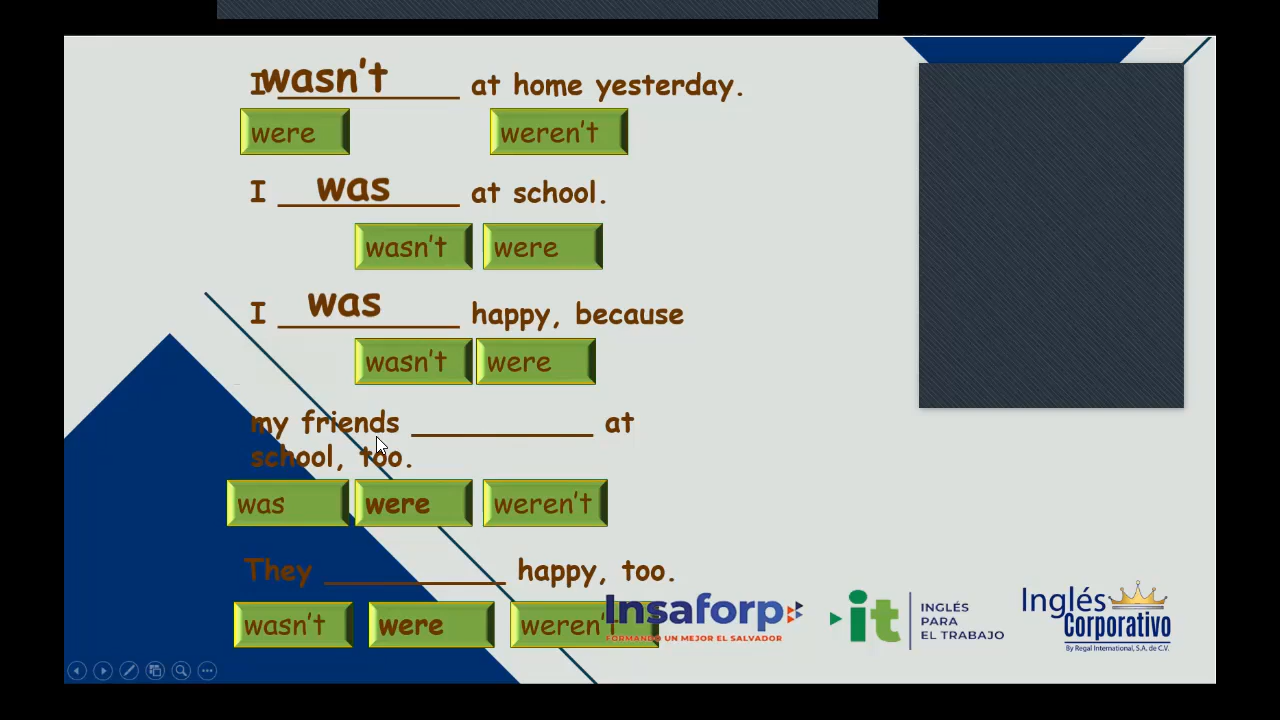 I wasn't at home yesterday.
were weren't
I was at school.
wasn't were
I was happy, because
wasn't were
my friends ____________ at
school, too.
was were weren't
They ____________ happy, too.
wasn't were weren'
Insaforp
FORMANDO UN MEJOR EL SALVADOR
it
INGLÉS
PARA
EL TRABAJO
Inglés
Corporativo
By Regal International, S.A. de C.V.